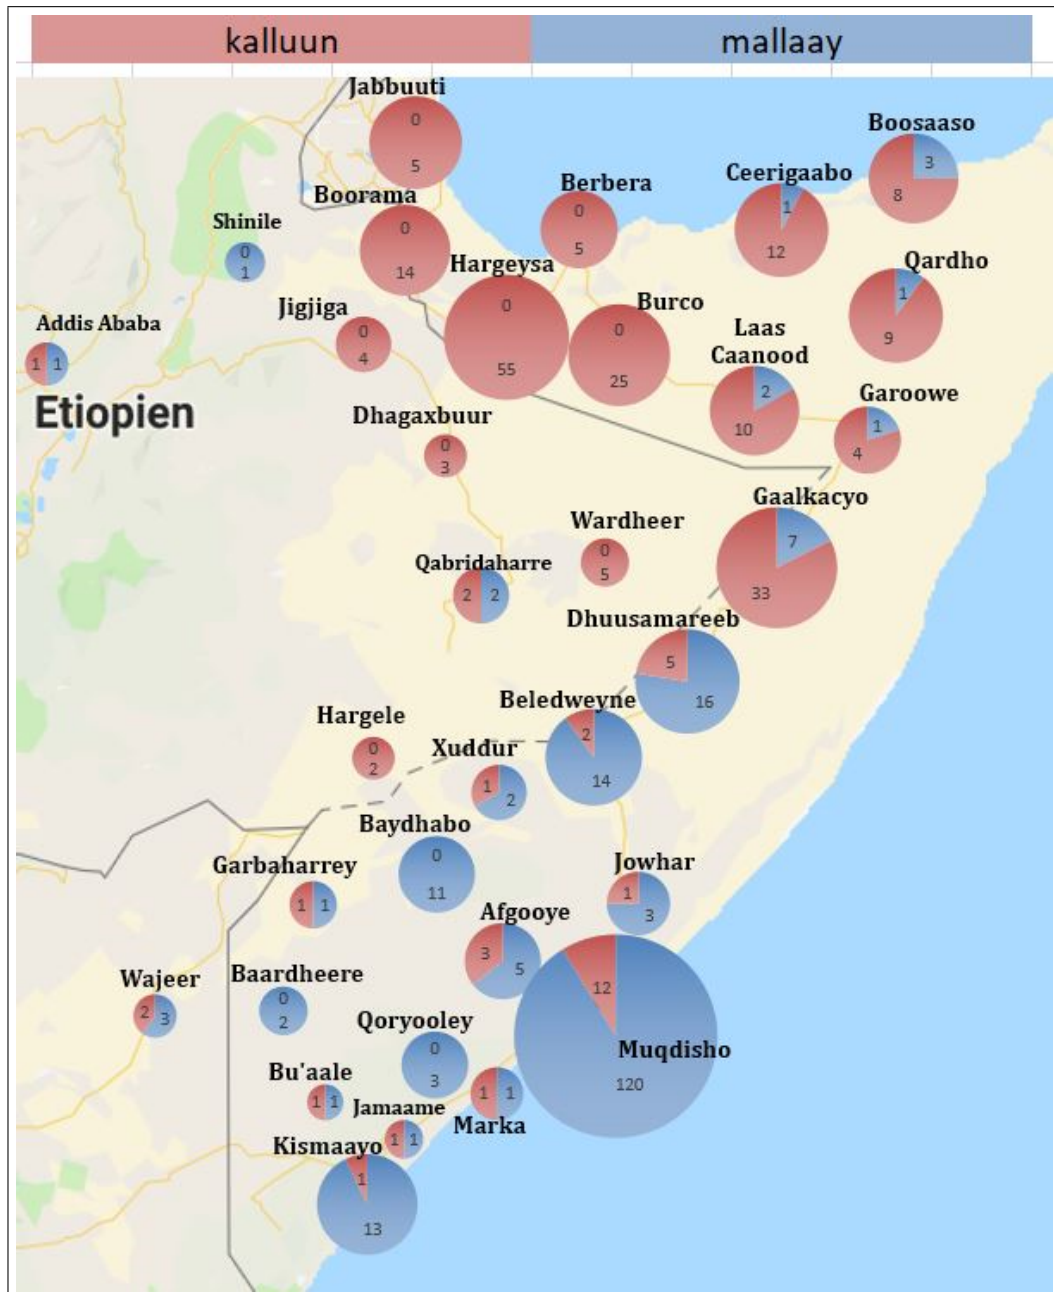 kalluun mallaay
Jabbuuti
0
5
Boosaaso
3
8
Boorama
0
14
Berbera
0
5
Ceerigaabo
1
12
Shinile
0
1
Hargeysa
0
55
Qardho
1
9
Jigjiga
0
4
Burco
0
25
Addis Ababa
1 1
Laas
Caanood
2
10
Etiopien
Garoowe
1
4
Dhagaxbuur
0
3
Gaalkacyo
7
33
Wardheer
0
5
Qabridaharre
2 2
Dhuusamareeb
5
16
Beledweyne
2
14
Hargele
0
2
Xuddur
1
2
Baydhabo
0
11
Garbaharrey
1 1
Jowhar
1
3
Afgooye
3
5
Wajeer
2 3
Baardheere
0
2
Muqdisho
12
120
Qoryooley
0
3
Bu'aale
1 1
Jamaame
1 1
Marka
1 1
Kismaayo
1
13